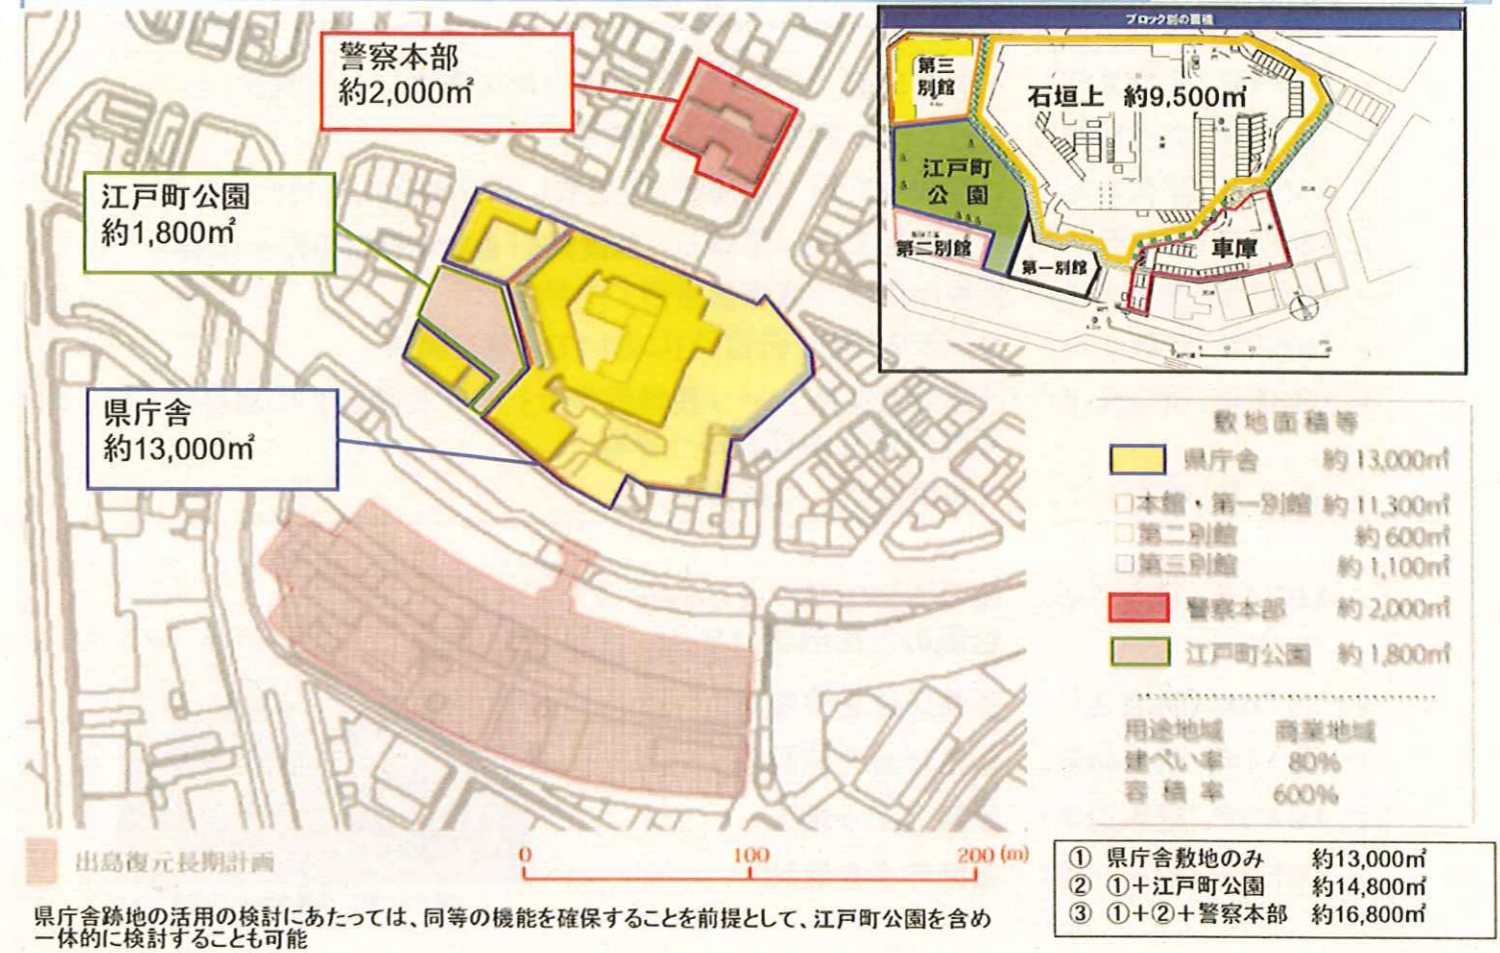 警察本部
約2,000㎡
江戸町公園
約1,800㎡
県庁舎
約13,000㎡
ブロック別の面積
第三
別館
石垣上 約9,500㎡
江戸町
公園
第二別館
第一別館
車庫
敷地面積等
県庁舎 約13,000㎡
本館・第一別館 約11,300㎡
第二別館 約600㎡
第三別館 約1,100㎡
警察本部 約2,000㎡
江戸町公園 約1,800㎡
用途地域 商業地域
建ぺい率 80%
容積率 600%
出島復元長期計画
0 100 200 (m)
① 県庁舎敷地のみ 約13,000㎡
② ①+江戸町公園 約14,800㎡
③ ①+②+警察本部 約16,800㎡
県庁舎跡地の活用の検討にあたっては、同等の機能を確保することを前提として、江戸町公園を含め
一体的に検討することも可能